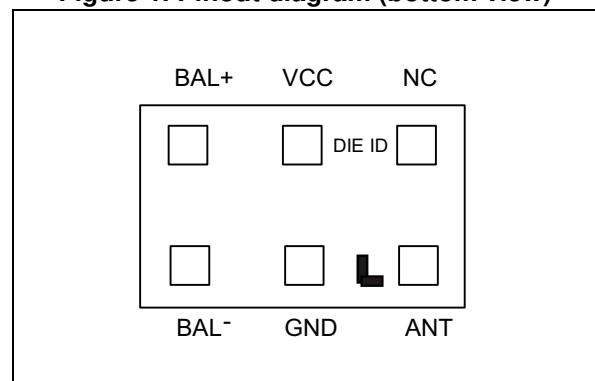 Figure 1. Pinout diagram (bottom view)
BAL+ VCC NC
DIE ID
BAL- GND ANT